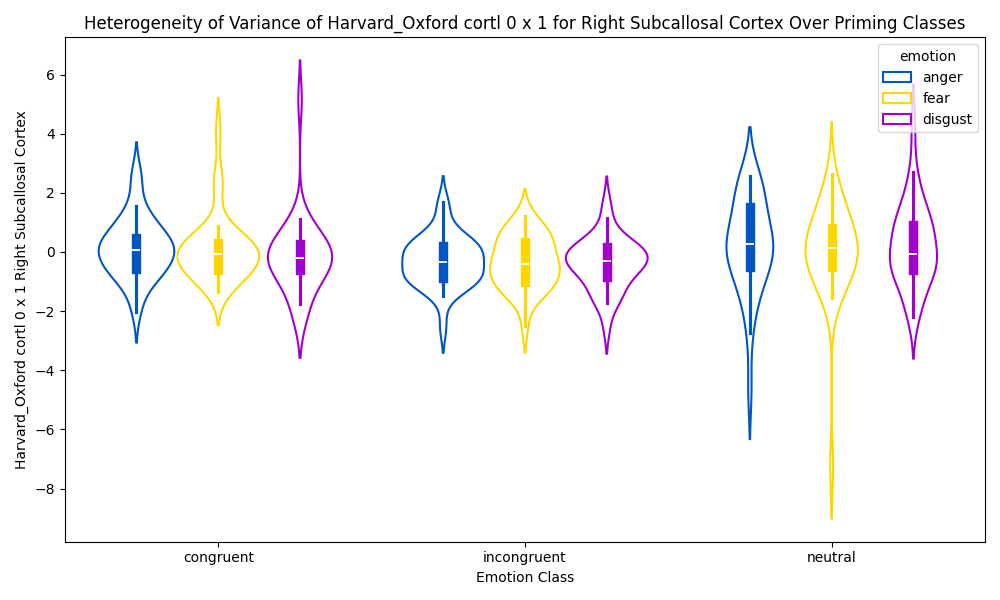 Heterogeneity of Variance of Harvard_Oxford cortl 0 x 1 for Right Subcallosal Cortex Over Priming Classes
emotion
anger
fear
disgust
6
4
2
0
−2
−4
−6
−8
Harvard_Oxford cortl 0 x 1 Right Subcallosal Cortex
congruent
incongruent
neutral
Emotion Class